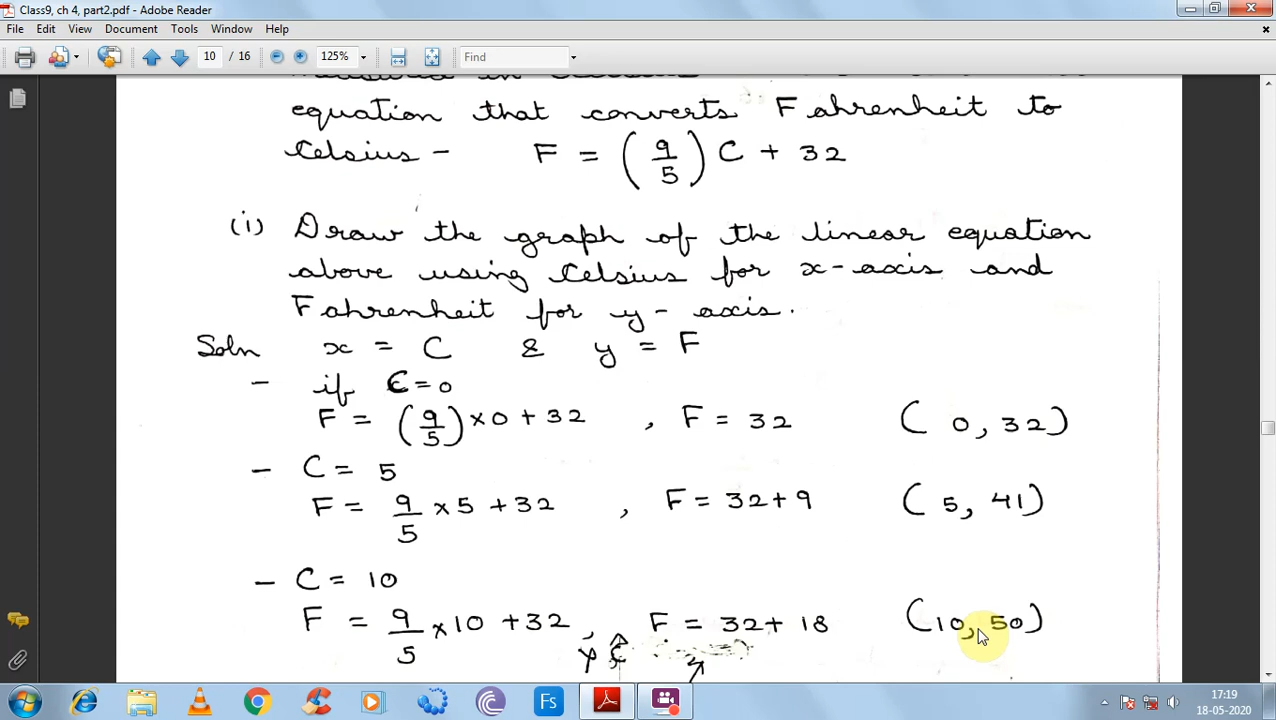 Class9, ch 4, part2.pdf - Adobe Reader
File Edit View Document Tools Window Help
10 / 16 125% Find
equation that converts Fahrenheit to
Celsius - F = (9/5) C + 32
(i) Draw the graph of the linear equation
above using Celsius for x-axis and
Fahrenheit for y-axis.
Soln x = C & y = F
- if C=0
F = (9/5) x 0 + 32 , F = 32 ( 0, 32)
- C = 5
F = 9/5 x 5 + 32 , F = 32+9 ( 5, 41)
- C = 10
F = 9/5 x 10 + 32, F = 32+ 18 (10, 50)
Fs
17:19
18-05-2020